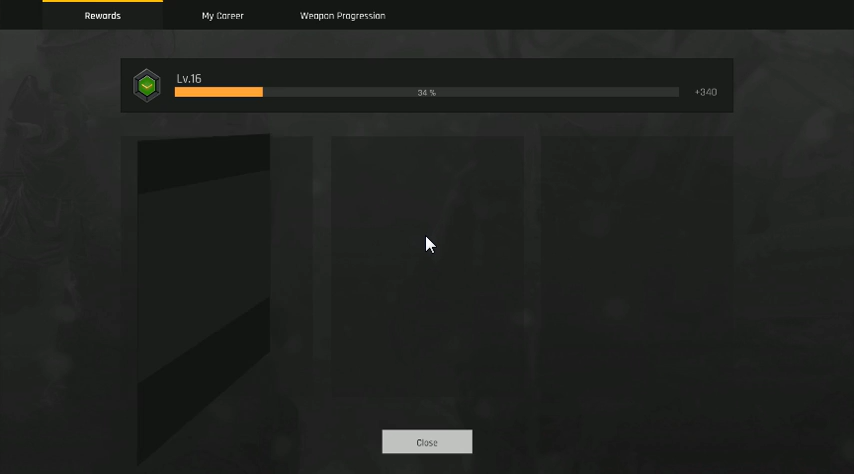 Rewards
My Career
Weapon Progression
Lv.16
34 %
+340
Close